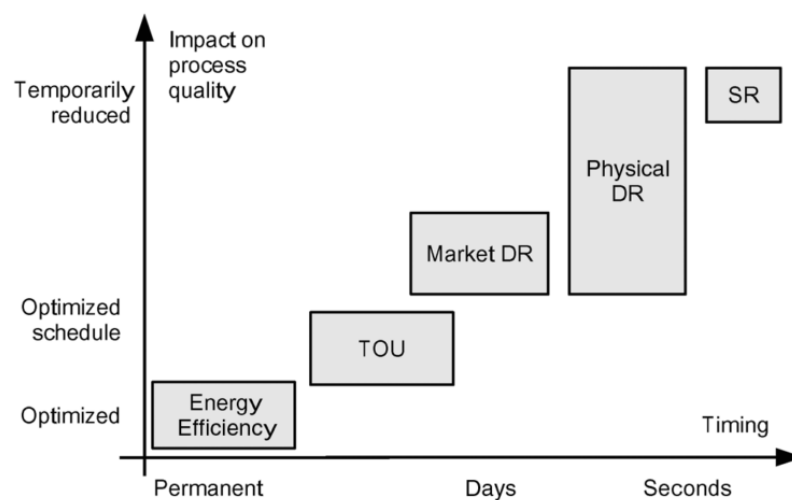 Impact on
process
quality
Temporarily
reduced
SR
Physical
DR
Market DR
Optimized
schedule
TOU
Energy
Efficiency
Optimized
Timing
Permanent
Days
Seconds